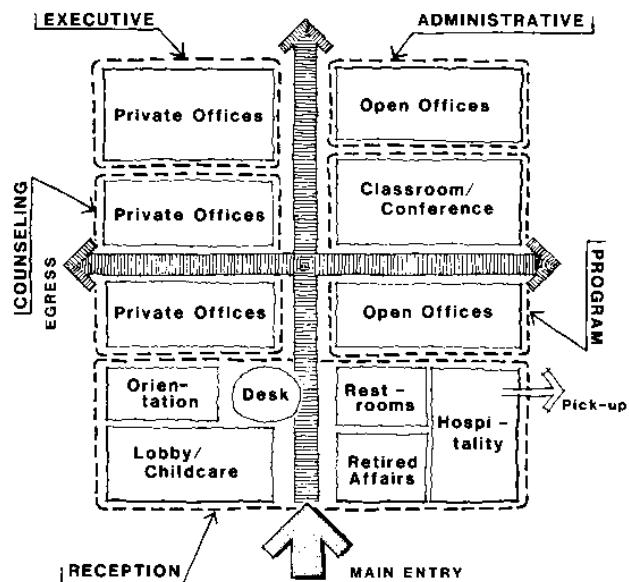 EXECUTIVE
ADMINISTRATIVE
Private Offices
Open Offices
COUNSELING
Private Offices
Classroom/
Conference
EGRESS
PROGRAM
Private Offices
Open Offices
Orien-
tation
Desk
Rest-
rooms
Hospi-
tality
Pick-up
Lobby/
Childcare
Retired
Affairs
RECEPTION
MAIN ENTRY